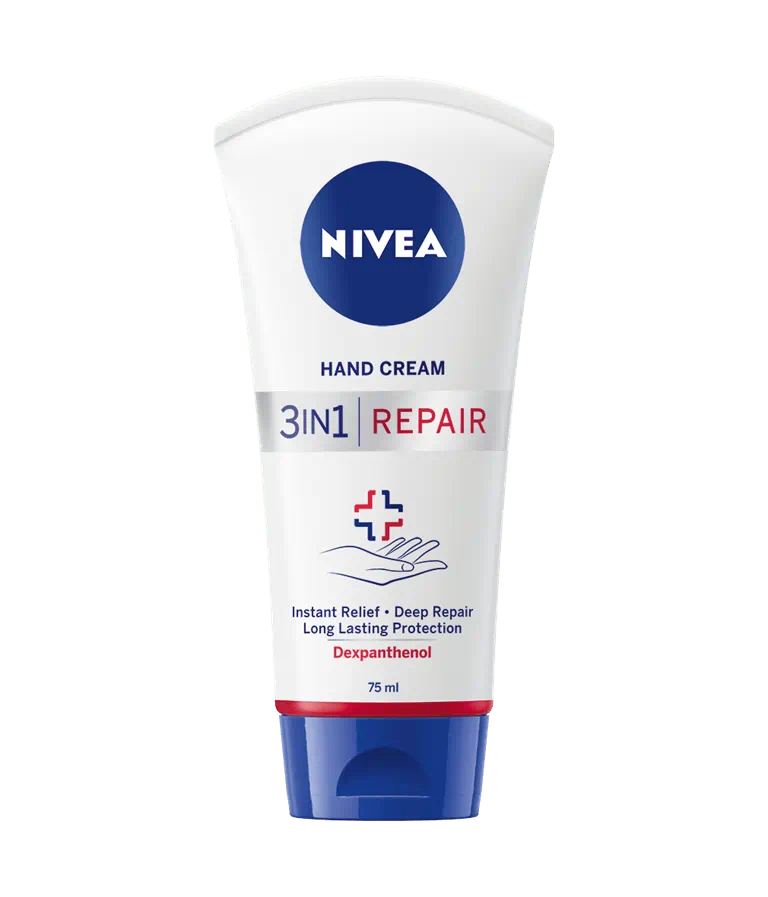 NIVEA
HAND CREAM
3IN1 | REPAIR
Instant Relief • Deep Repair
Long Lasting Protection
Dexpanthenol
75 ml